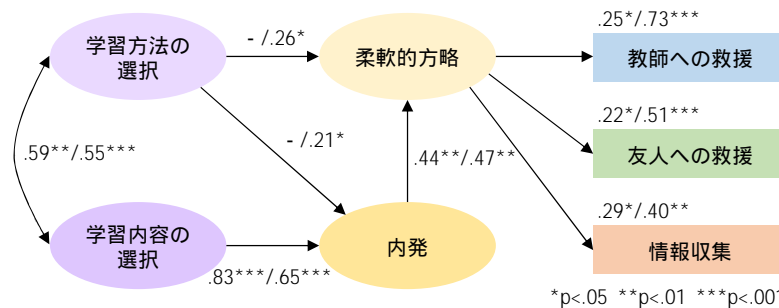 .25*/.73***
学習方法の
選択
- /.26*
柔軟的方略
教師への救援
.22*/.51***
- /.21*
.59**/.55***
.44**/.47**
友人への救援
.29*/.40**
学習内容の
選択
内発
情報収集
.83***/.65***
*p<.05 **p<.01 ***p<.001